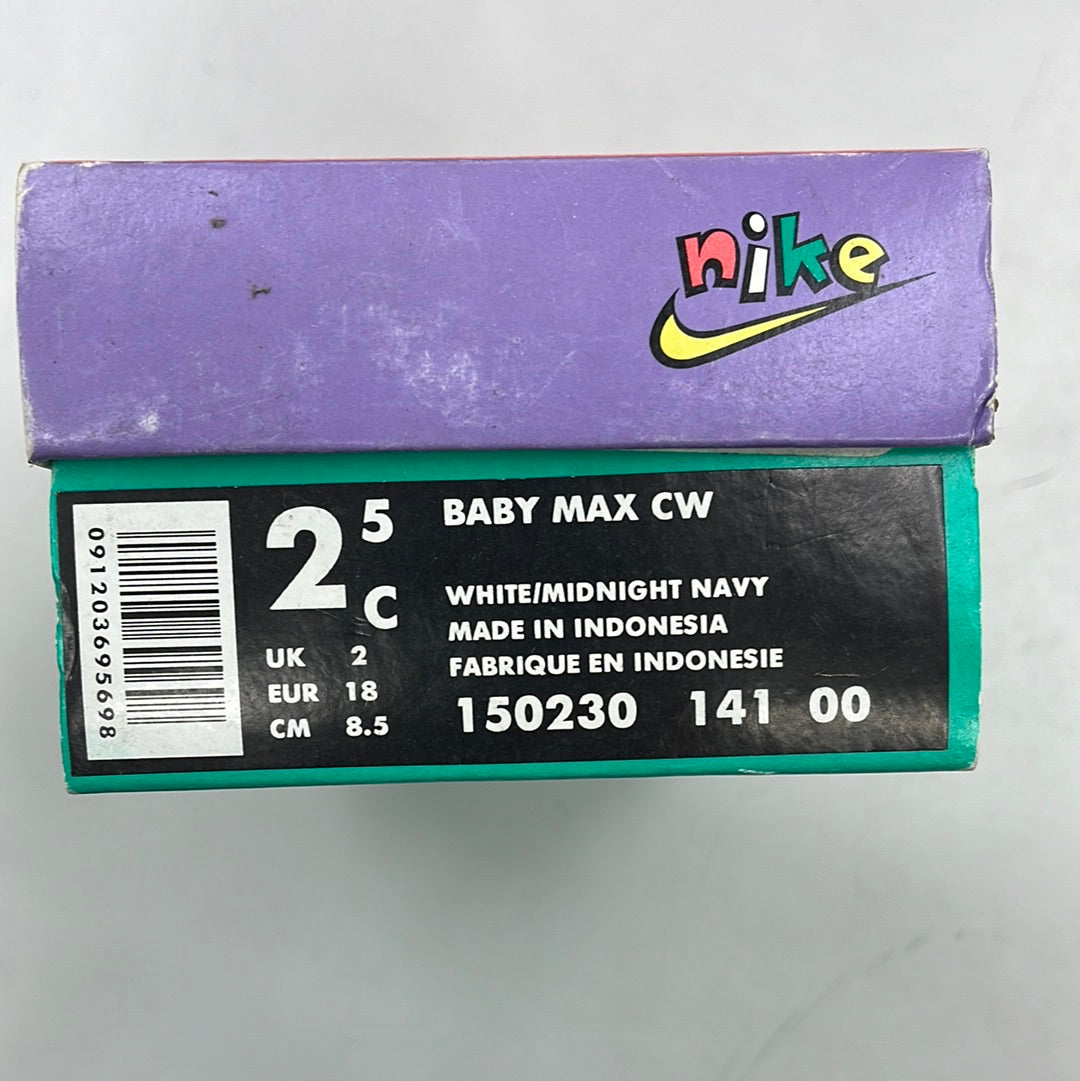 nike
2 5 C
BABY MAX CW
WHITE/MIDNIGHT NAVY
MADE IN INDONESIA
FABRIQUE EN INDONESIE
150230 141 00
UK 2
EUR 18
CM 8.5
091203695698